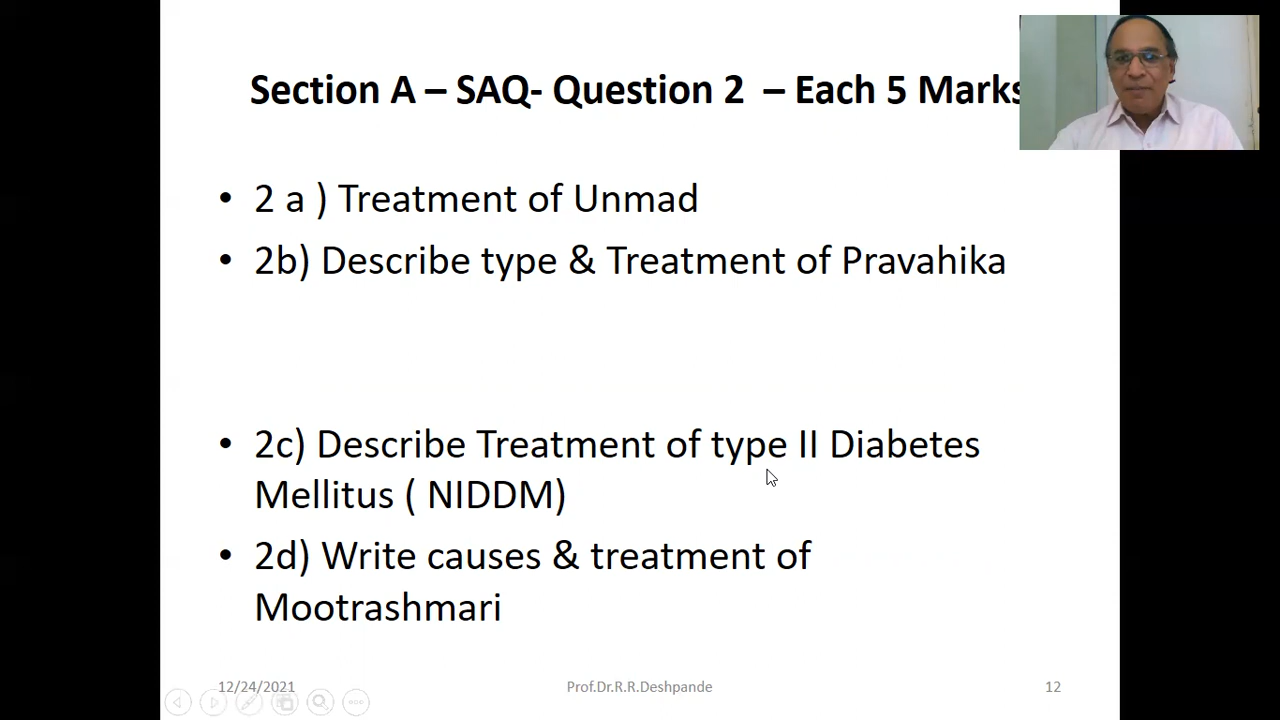 Section A – SAQ- Question 2 – Each 5 Marks
• 2 a ) Treatment of Unmad
• 2b) Describe type & Treatment of Pravahika
• 2c) Describe Treatment of type II Diabetes
Mellitus ( NIDDM)
• 2d) Write causes & treatment of
Mootrashmari
12/24/2021
Prof.Dr.R.R.Deshpande
12